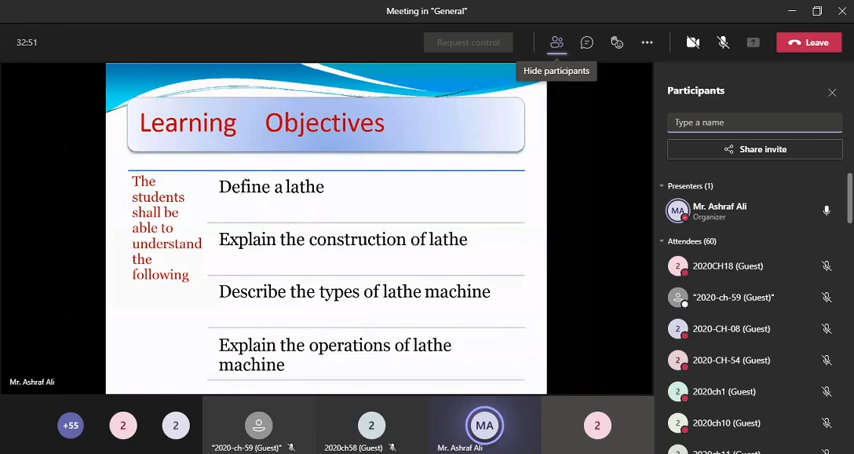 Meeting in "General"
32:51
Request control
Leave
Hide participants
Learning Objectives
The
students
shall be
able to
understand
the
following
Define a lathe
Explain the construction of lathe
Describe the types of lathe machine
Explain the operations of lathe
machine
Mr. Ashraf Ali
Participants
Type a name
Share invite
Presenters (1)
MA
Mr. Ashraf Ali
Organizer
Attendees (60)
2
2020CH18 (Guest)
"2020-ch-59 (Guest)"
2
2020-CH-08 (Guest)
2
2020-CH-54 (Guest)
2
2020ch1 (Guest)
2
2020ch10 (Guest)
2020ch11 (Guest)
+55
2
2
"2020-ch-59 (Guest)"
2
2020ch58 (Guest)
MA
Mr. Ashraf Ali
2